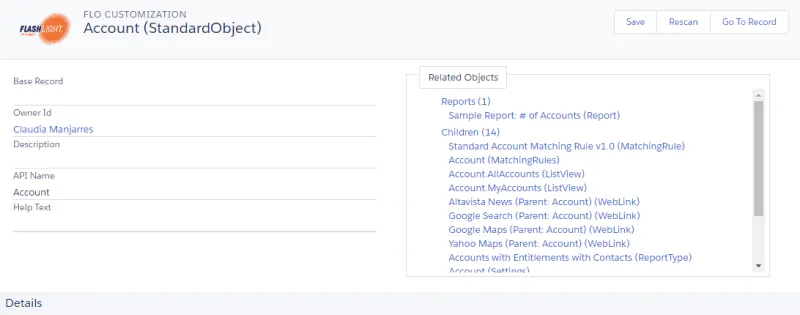 FLASHLIGHT
FLO CUSTOMIZATION
Account (StandardObject)
Save
Rescan
Go To Record
Base Record
Owner Id
Claudia Manjarres
Description
API Name
Account
Help Text
Related Objects
Reports (1)
Sample Report: # of Accounts (Report)
Children (14)
Standard Account Matching Rule v1.0 (MatchingRule)
Account (MatchingRules)
Account.AllAccounts (ListView)
Account.MyAccounts (ListView)
Altavista News (Parent: Account) (WebLink)
Google Search (Parent: Account) (WebLink)
Google Maps (Parent: Account) (WebLink)
Yahoo Maps (Parent: Account) (WebLink)
Accounts with Entitlements with Contacts (ReportType)
Account (Settings)
Details